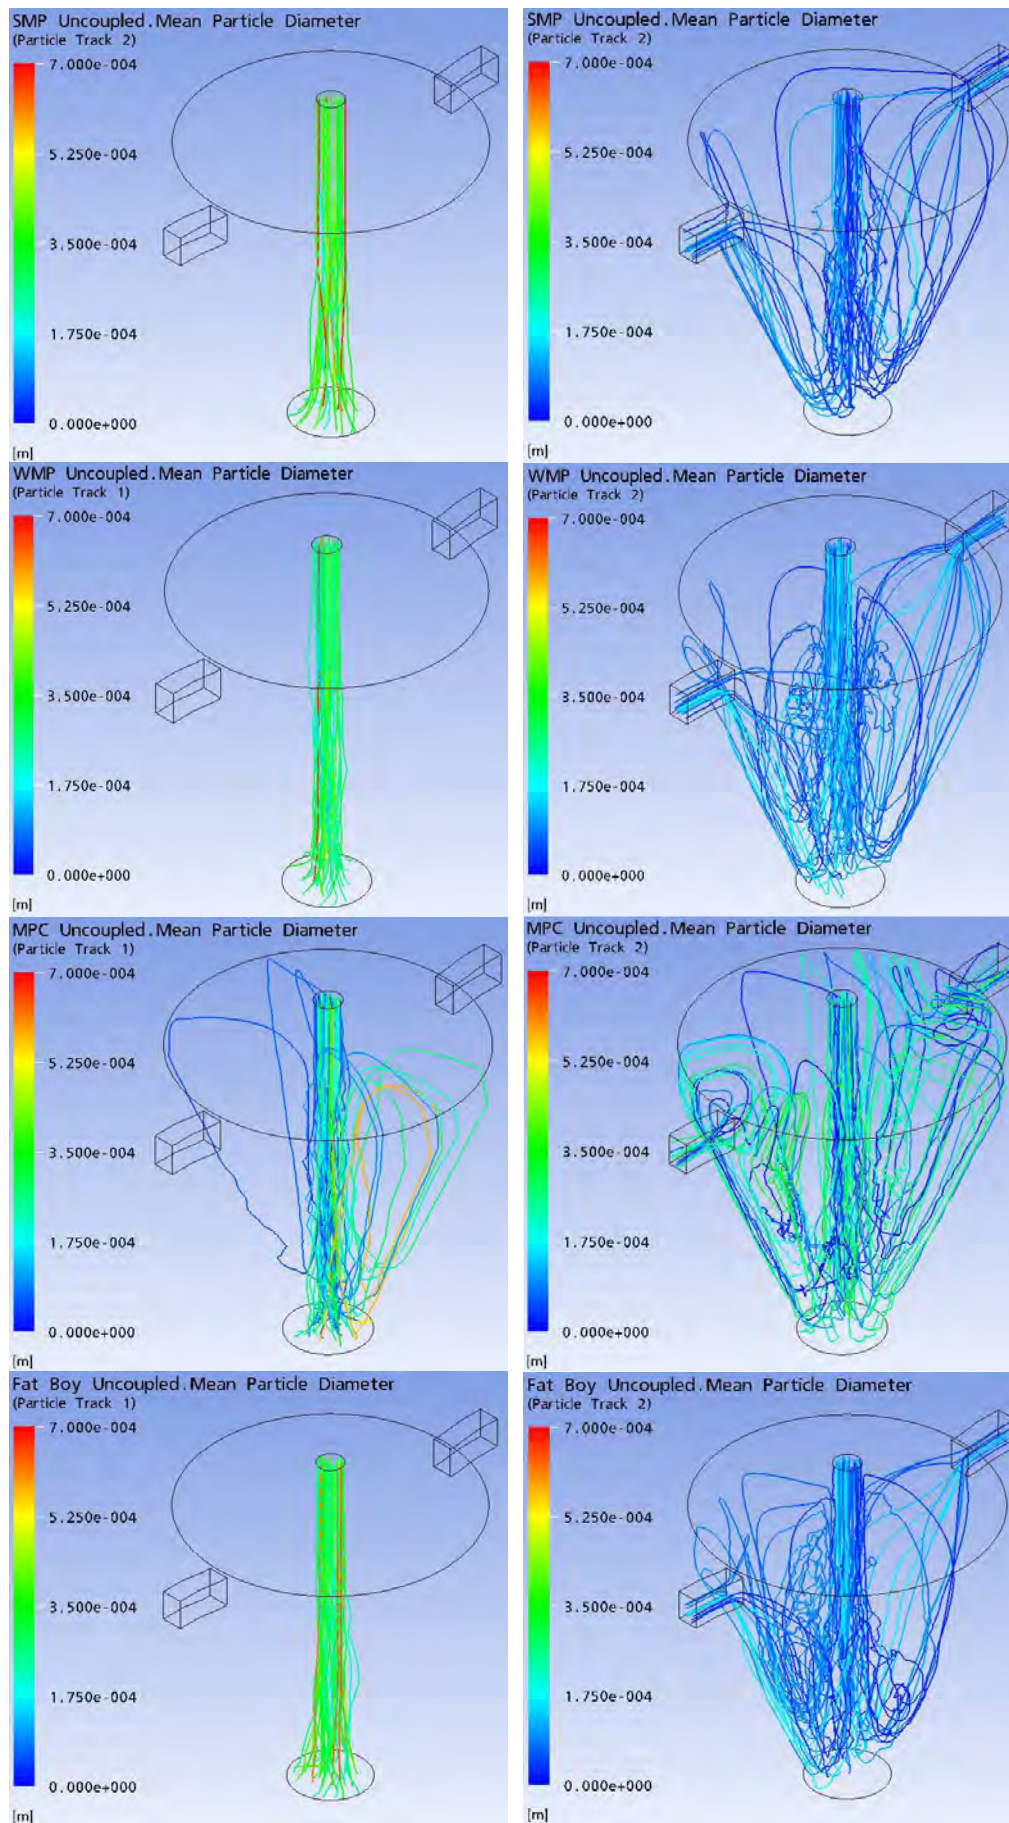 SMP Uncoupled.Mean Particle Diameter
(Particle Track 2)
7.000e-004
5.250e-004
3.500e-004
1.750e-004
0.000e+000
[m]
SMP Uncoupled.Mean Particle Diameter
(Particle Track 2)
7.000e-004
5.250e-004
3.500e-004
1.750e-004
0.000e+000
[m]
WMP Uncoupled.Mean Particle Diameter
(Particle Track 1)
7.000e-004
5.250e-004
3.500e-004
1.750e-004
0.000e+000
[m]
WMP Uncoupled.Mean Particle Diameter
(Particle Track 2)
7.000e-004
5.250e-004
3.500e-004
1.750e-004
0.000e+000
[m]
MPC Uncoupled.Mean Particle Diameter
(Particle Track 1)
7.000e-004
5.250e-004
3.500e-004
1.750e-004
0.000e+000
[m]
MPC Uncoupled.Mean Particle Diameter
(Particle Track 2)
7.000e-004
5.250e-004
3.500e-004
1.750e-004
0.000e+000
[m]
Fat Boy Uncoupled.Mean Particle Diameter
(Particle Track 1)
7.000e-004
5.250e-004
3.500e-004
1.750e-004
0.000e+000
[m]
Fat Boy Uncoupled.Mean Particle Diameter
(Particle Track 2)
7.000e-004
5.250e-004
3.500e-004
1.750e-004
0.000e+000
[m]